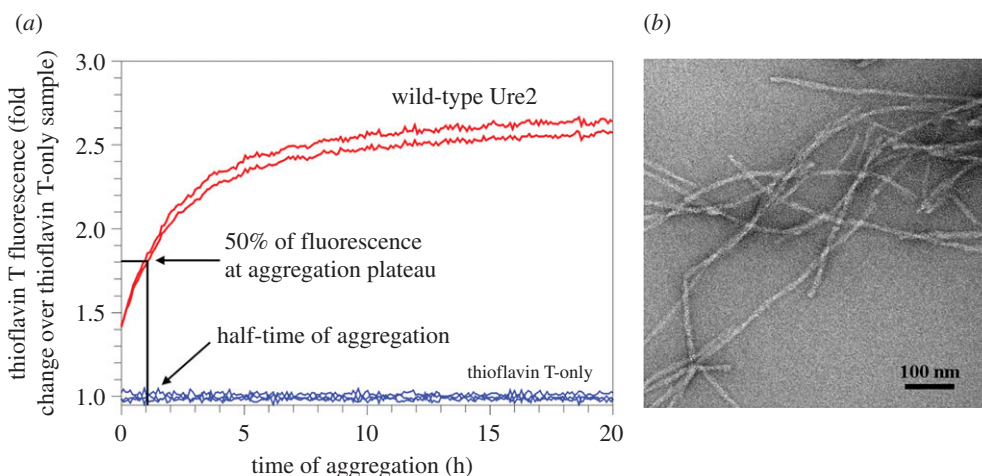 (a)
thioflavin T fluorescence (fold
change over thioflavin T-only sample)
3.0
2.5
2.0
1.5
1.0
wild-type Ure2
50% of fluorescence
at aggregation plateau
half-time of aggregation
thioflavin T-only
0
5
10
15
20
time of aggregation (h)
(b)
100 nm